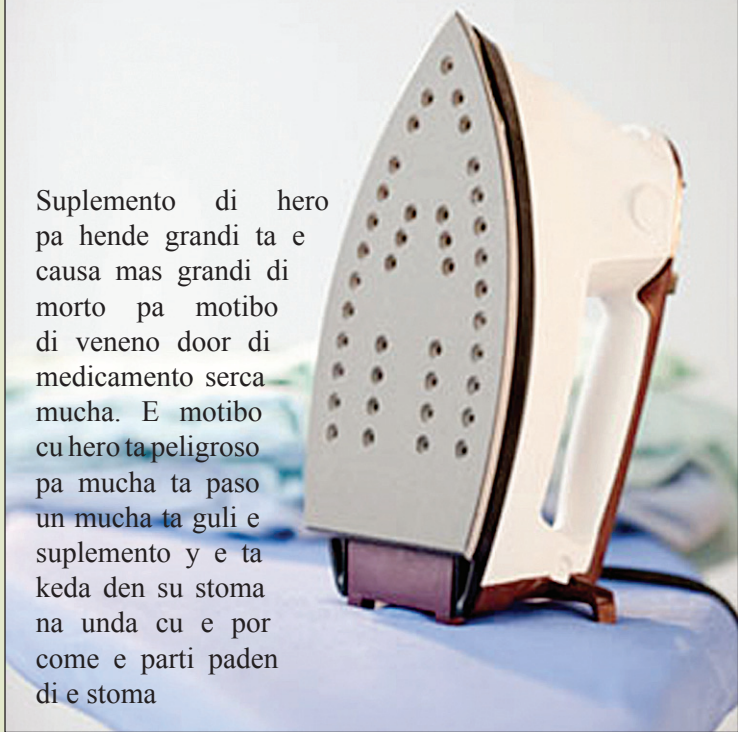 Suplemento di hero
pa hende grandi ta e
causa mas grandi di
morto pa motibo
di veneno door di
medicamento serca
mucha. E motibo
cu hero ta peligroso
pa mucha ta paso
un mucha ta guli e
suplemento y e ta
keda den su stoma
na unda cu e por
come e parti paden
di e stoma